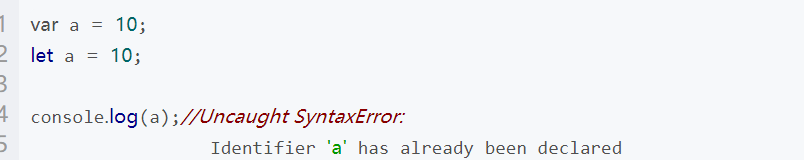 1 var a = 10;
2 let a = 10;
3
4 console.log(a);//Uncaught SyntaxError:
5 Identifier 'a' has already been declared